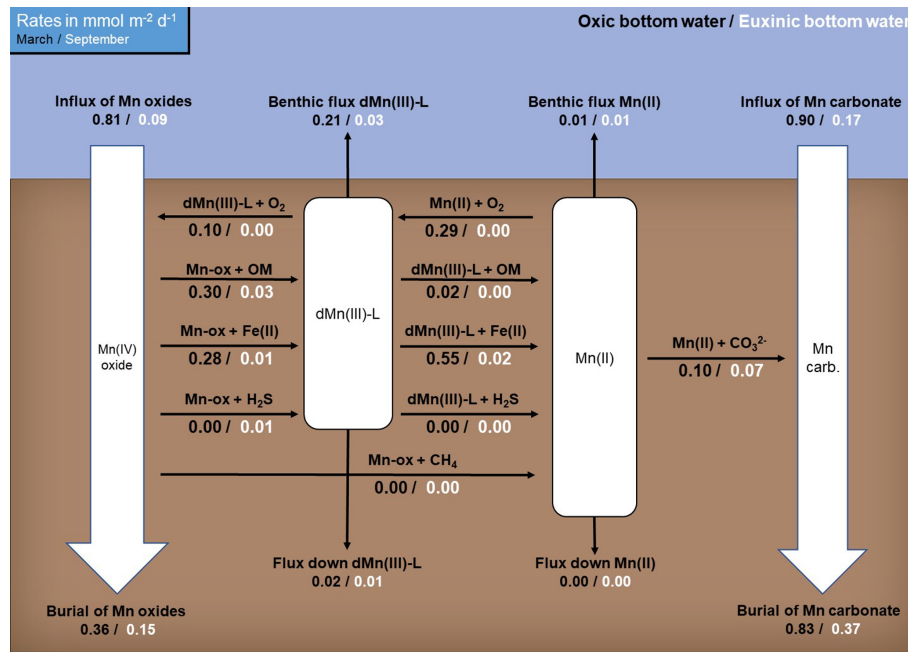 Rates in mmol m⁻² d⁻¹
March / September
Oxic bottom water / Euxinic bottom water
Influx of Mn oxides
0.81 / 0.09
Benthic flux dMn(III)-L
0.21 / 0.03
Benthic flux Mn(II)
0.01 / 0.01
Influx of Mn carbonate
0.90 / 0.17
dMn(III)-L + O₂
0.10 / 0.00
Mn(II) + O₂
0.29 / 0.00
Mn-ox + OM
0.30 / 0.03
dMn(III)-L + OM
0.02 / 0.00
Mn(IV)
oxide
dMn(III)-L
Mn-ox + Fe(II)
0.28 / 0.01
dMn(III)-L + Fe(II)
0.55 / 0.02
Mn(II)
Mn(II) + CO₃²⁻
0.10 / 0.07
Mn
carb.
Mn-ox + H₂S
0.00 / 0.01
dMn(III)-L + H₂S
0.00 / 0.00
Mn-ox + CH₄
0.00 / 0.00
Flux down dMn(III)-L
0.02 / 0.01
Flux down Mn(II)
0.00 / 0.00
Burial of Mn oxides
0.36 / 0.15
Burial of Mn carbonate
0.83 / 0.37